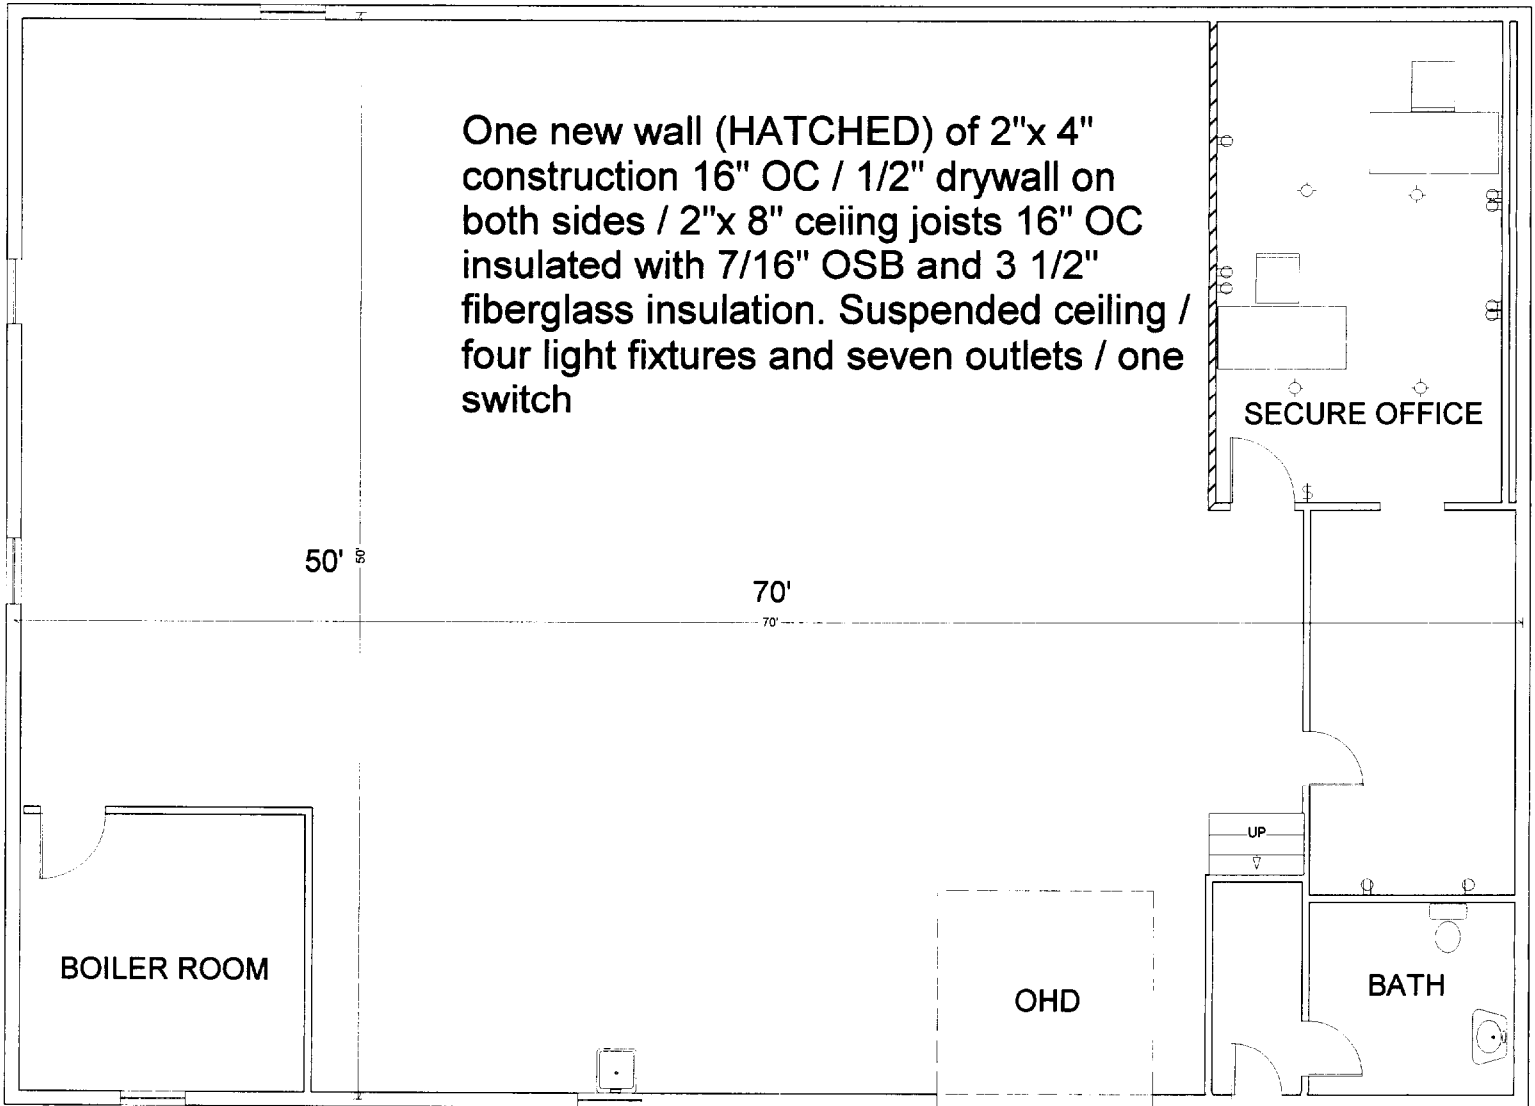 One new wall (HATCHED) of 2"x 4"
construction 16" OC / 1/2" drywall on
both sides / 2"x 8" ceiing joists 16" OC
insulated with 7/16" OSB and 3 1/2"
fiberglass insulation. Suspended ceiling /
four light fixtures and seven outlets / one
switch
SECURE OFFICE
$
50'
50'
70'
70'
UP
BOILER ROOM
OHD
BATH